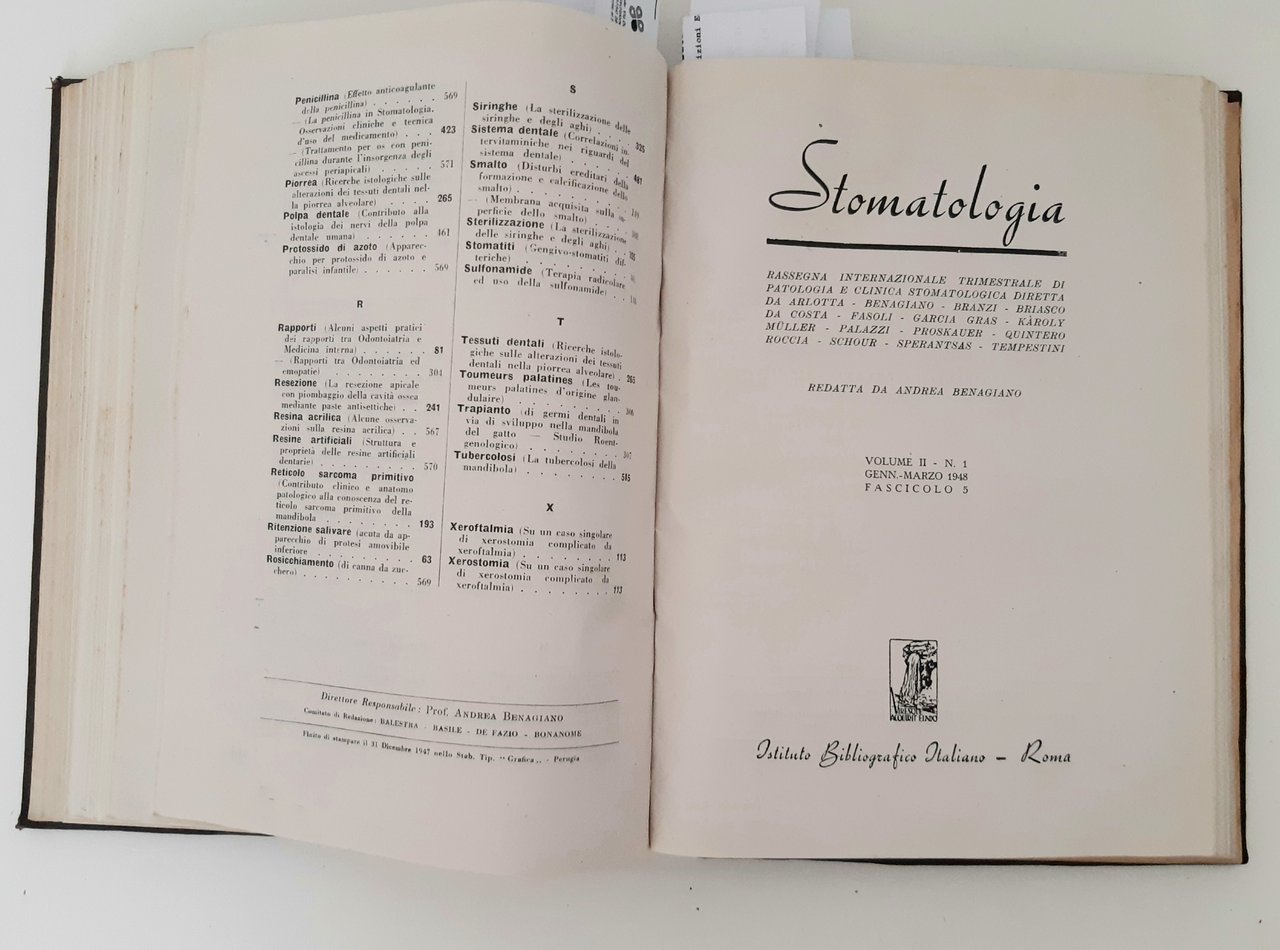 Penicillina (Effetto anticoagulante
della penicillina) . . . . . . 569
— (La penicillina in Stomatologia.
Osservazioni cliniche e tecnica
d'uso del medicamento) . . . 423
— (Trattamento per os con peni-
cillina durante l'insorgenza degli
ascessi periapicali) . . . . . 571
Piorrea (Ricerche istologiche sulle
alterazioni dei tessuti dentali nel-
la piorrea alveolare) . . . . 265
Polpa dentale (Contributo alla
istologia dei nervi della polpa
dentale umana) . . . . . . 461
Protossido di azoto (Apparec-
chio per protossido di azoto e
paralisi infantile) . . . . . . 569
R
Rapporti (Alcuni aspetti pratici
dei rapporti tra Odontoiatria e
Medicina interna) . . . . . . 81
— (Rapporti tra Odontoiatria ed
emopatie) . . . . . . . . 304
Resezione (La resezione apicale
con piombaggio della cavità ossea
mediante paste antisettiche) . . 241
Resina acrilica (Alcune osserva-
zioni sulla resina acrilica) . . 567
Resine artificiali (Struttura e
proprietà delle resine artificiali
dentarie) . . . . . . . . 570
Reticolo sarcoma primitivo
(Contributo clinico e anatomo
patologico alla conoscenza del re-
ticolo sarcoma primitivo della
mandibola . . . . . . . . 193
Ritenzione salivare (acuta da ap-
parecchio di protesi amovibile
inferiore . . . . . . . . . 63
Rosicchiamento (di canna da zuc-
chero) . . . . . . . . . . 569
S
Siringhe (La sterilizzazione delle
siringhe e degli aghi) . . . . 325
Sistema dentale (Correlazioni in-
tervitaminiche nei riguardi del
sistema dentale) . . . . . .
Smalto (Disturbi ereditari della
formazione e calcificazione dello
smalto) . . . . . . . . .
— (Membrana acquisita sulla su-
perficie dello smalto) . . . .
Sterilizzazione (La sterilizzazione
delle siringhe e degli aghi) . .
Stomatiti (Gengivo-stomatiti dif-
teriche) . . . . . . . . .
Sulfonamide (Terapia radicolare
ed uso della sulfonamide) . .
T
Tessuti dentali (Ricerche istolo-
giche sulle alterazioni dei tessuti
dentali nella piorrea alveolare) . 265
Toumeurs palatines (Les tou-
meurs palatines d'origine glan-
dulaire) . . . . . . . . . 306
Trapianto (di germi dentali in
via di sviluppo nella mandibola
del gatto — Studio Roent-
genologico) . . . . . . . . 307
Tubercolosi (La tubercolosi della
mandibola) . . . . . . . .
X
Xeroftalmia (Su un caso singolare
di xerostomia complicato da
xeroftalmia) . . . . . . . . 113
Xerostomia (Su un caso singolare
di xerostomia complicato da
xeroftalmia) . . . . . . . . 113
Direttore Responsabile: Prof. ANDREA BENAGIANO
Comitato di Redazione: BALESTRA - BASILE - DE FAZIO - BONANOME
Finito di stampare il 31 Dicembre 1947 nello Stab. Tip. “Grafica„ - Perugia
izioni E
Stomatologia
RASSEGNA INTERNAZIONALE TRIMESTRALE DI
PATOLOGIA E CLINICA STOMATOLOGICA DIRETTA
DA ARLOTTA - BENAGIANO - BRANZI - BRIASCO
DA COSTA - FASOLI - GARCIA GRAS - KÀROLY
MÜLLER - PALAZZI - PROSKAUER - QUINTERO
ROCCIA - SCHOUR - SPERANTSAS - TEMPESTINI
REDATTA DA ANDREA BENAGIANO
VOLUME II - N. 1
GENN.-MARZO 1948
FASCICOLO 5
VIRESCIT
ACQUIRIT EUNDO
Istituto Bibliografico Italiano - Roma